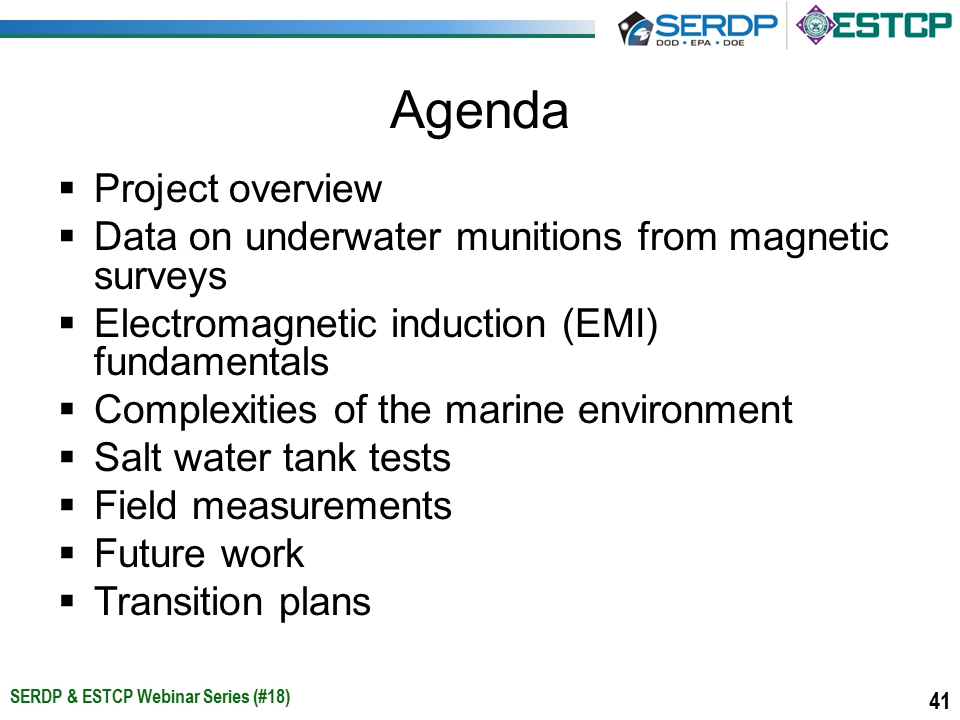 SERDP
DOD • EPA • DOE
ESTCP
Agenda
▪ Project overview
▪ Data on underwater munitions from magnetic
surveys
▪ Electromagnetic induction (EMI)
fundamentals
▪ Complexities of the marine environment
▪ Salt water tank tests
▪ Field measurements
▪ Future work
▪ Transition plans
SERDP & ESTCP Webinar Series (#18)
41